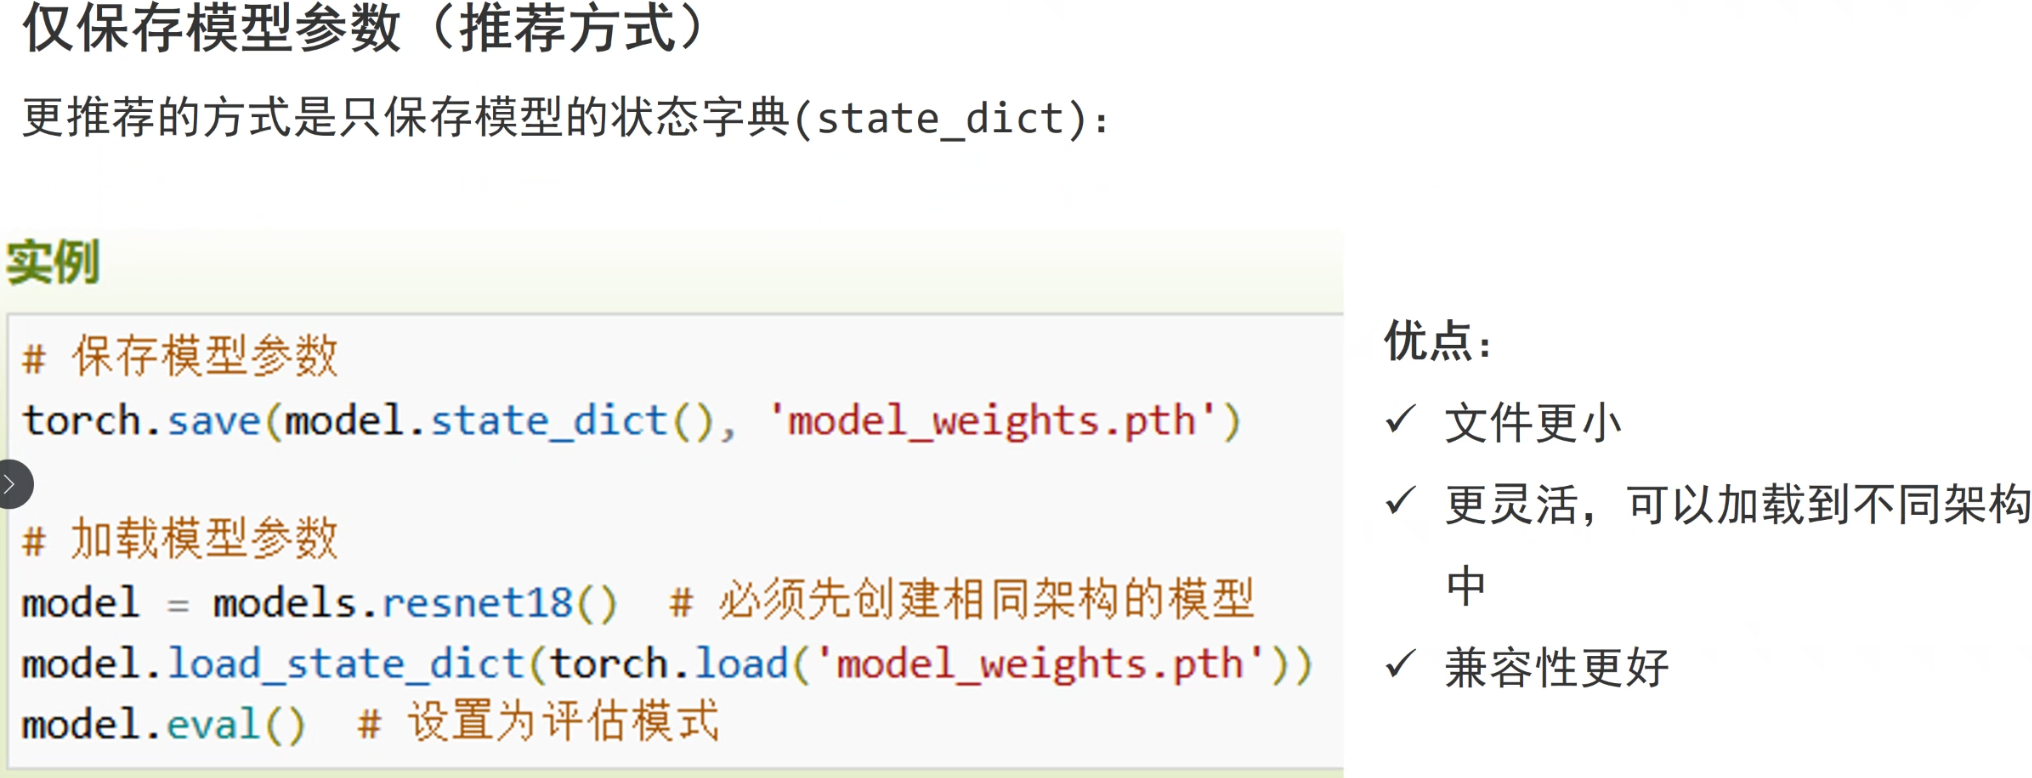 仅保存模型参数（推荐方式）
更推荐的方式是只保存模型的状态字典(state_dict)：
实例
# 保存模型参数
torch.save(model.state_dict(), 'model_weights.pth')
# 加载模型参数
model = models.resnet18()  # 必须先创建相同架构的模型
model.load_state_dict(torch.load('model_weights.pth'))
model.eval()  # 设置为评估模式
优点：
✓ 文件更小
✓ 更灵活，可以加载到不同架构
中
✓ 兼容性更好